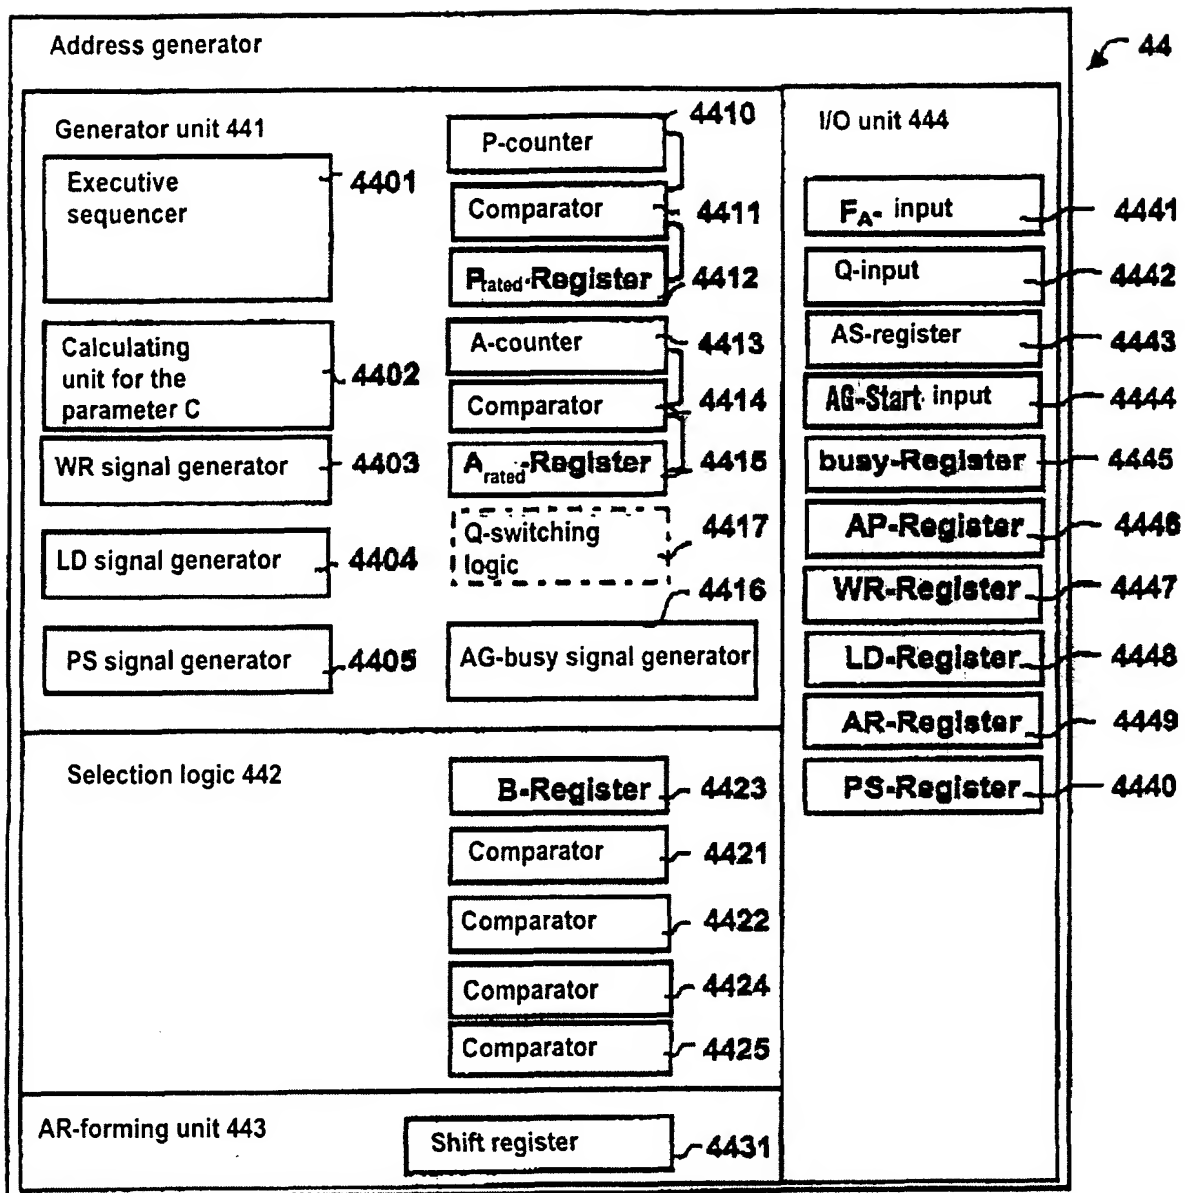 Address generator
44
Generator unit 441
Executive
sequencer
4401
Calculating
unit for the
parameter C
4402
WR signal generator
4403
LD signal generator
4404
PS signal generator
4405
P-counter
4410
Comparator
4411
Prated-Register
4412
A-counter
4413
Comparator
4414
Arated-Register
4415
Q-switching
logic
4417
4416
AG-busy signal generator
Selection logic 442
B-Register
4423
Comparator
4421
Comparator
4422
Comparator
4424
Comparator
4425
AR-forming unit 443
Shift register
4431
I/O unit 444
FA- input
4441
Q-input
4442
AS-register
4443
AG-Start input
4444
busy-Register
4445
AP-Register
4446
WR-Register
4447
LD-Register
4448
AR-Register
4449
PS-Register
4440